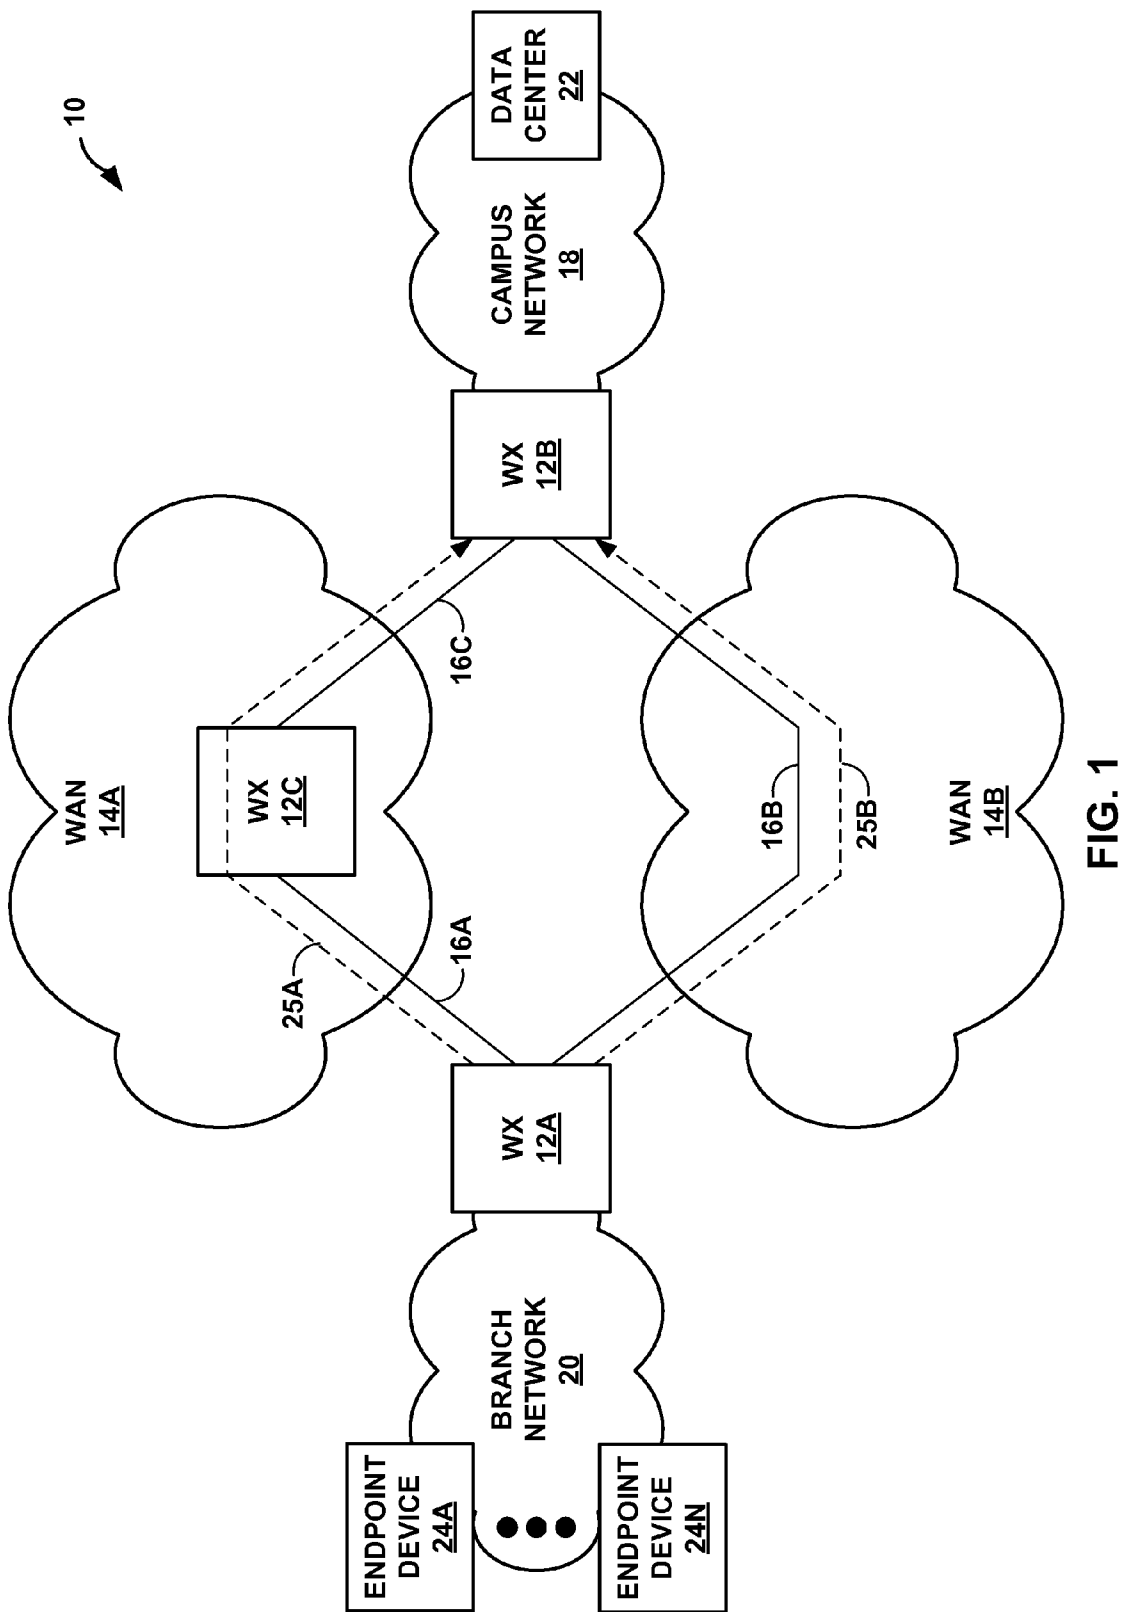 10
WAN
14A
WX
12C
25A
16A
16C
ENDPOINT
DEVICE
24A
BRANCH
NETWORK
20
ENDPOINT
DEVICE
24N
WX
12A
WX
12B
CAMPUS
NETWORK
18
DATA
CENTER
22
16B
25B
WAN
14B
FIG. 1